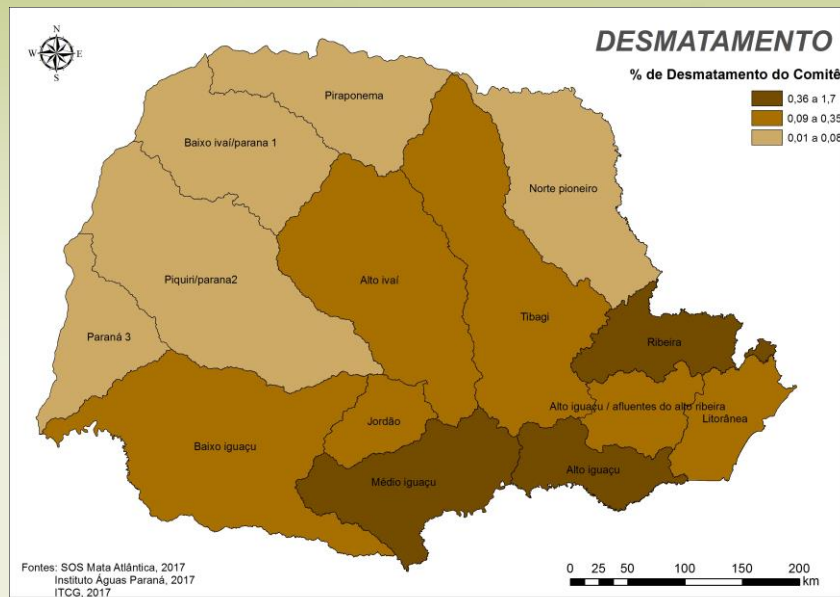 DESMATAMENTO
% de Desmatamento do Comitê
0,36 a 1,7
0,09 a 0,35
0,01 a 0,08
N
W E
S
Piraponema
Baixo ivaí/parana 1
Norte pioneiro
Piquiri/parana2
Alto ivaí
Tibagi
Paraná 3
Ribeira
Alto iguaçu / afluentes do alto ribeira
Litorânea
Jordão
Baixo iguaçu
Médio iguaçu
Alto iguaçu
Fontes: SOS Mata Atlântica, 2017
Instituto Águas Paraná, 2017
ITCG, 2017
0 25 50 100 150 200
km